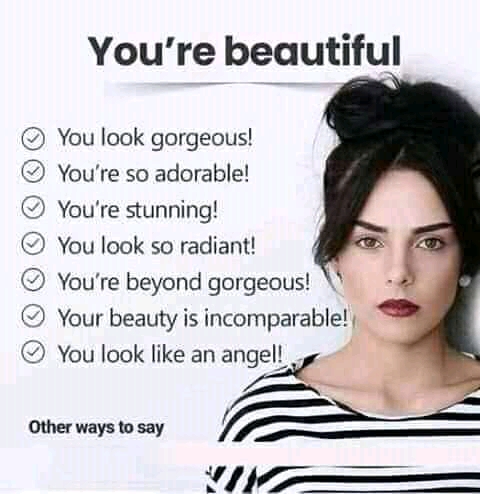 You're beautiful
You look gorgeous!
You're so adorable!
You're stunning!
You look so radiant!
You're beyond gorgeous!
Your beauty is incomparable!
You look like an angel!
Other ways to say